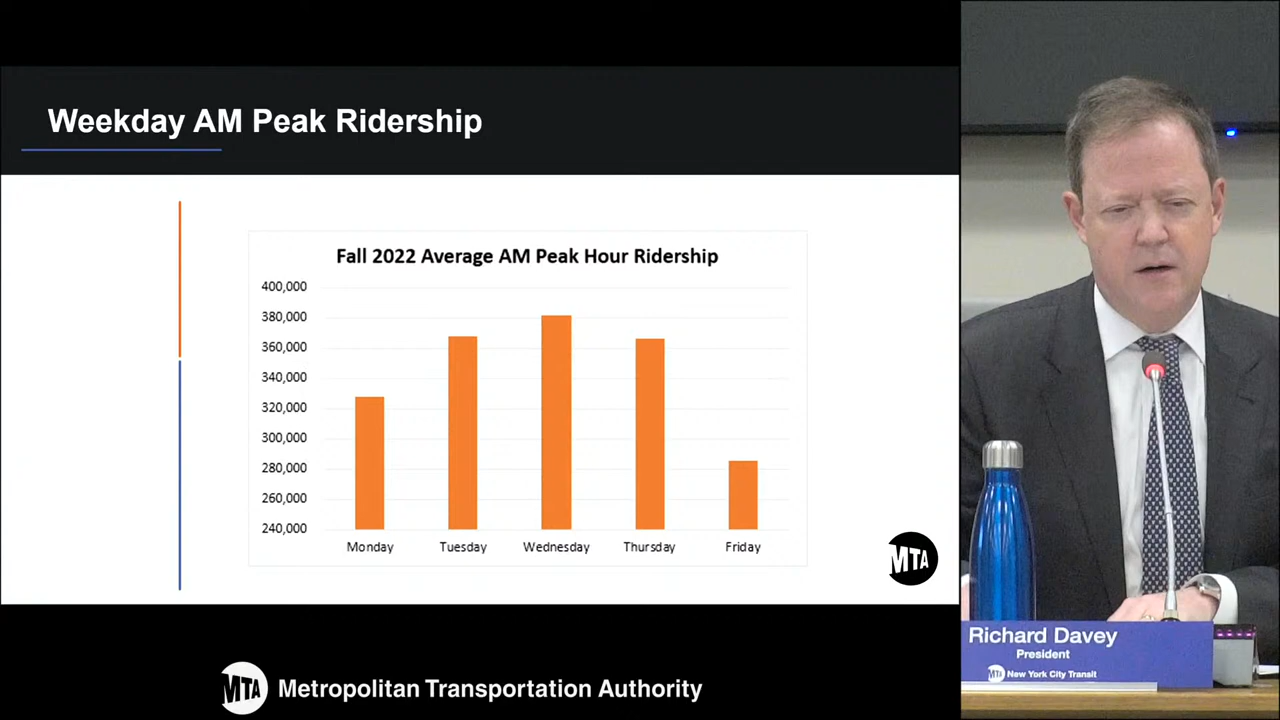 Weekday AM Peak Ridership
Fall 2022 Average AM Peak Hour Ridership
400,000
380,000
360,000
340,000
320,000
300,000
280,000
260,000
240,000
Monday Tuesday Wednesday Thursday Friday
MTA
MTA Metropolitan Transportation Authority
Richard Davey
President
MTA New York City Transit